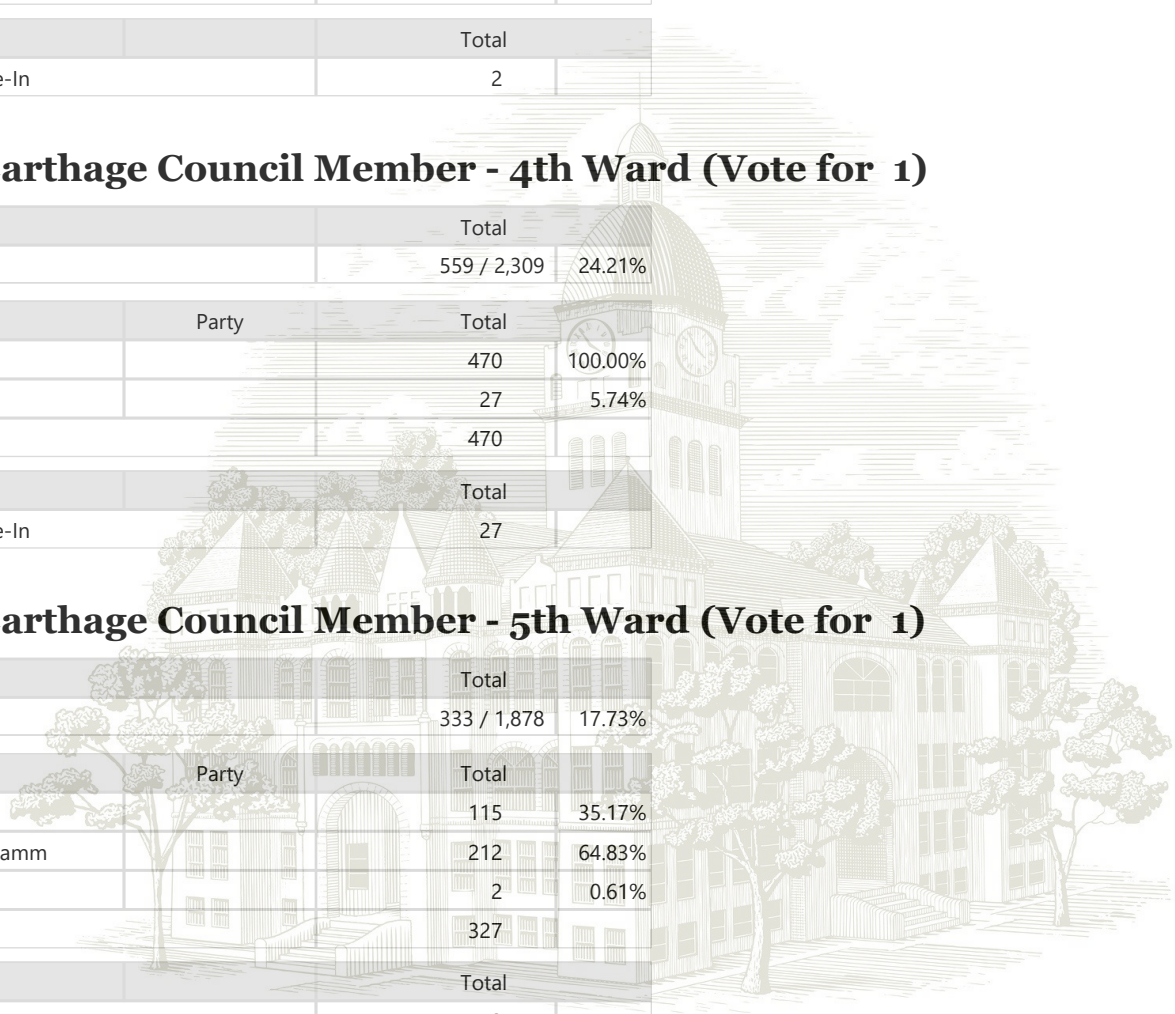 Total
e-In 2
arthage Council Member - 4th Ward (Vote for 1)
Total
559 / 2,309 24.21%
Party Total
470 100.00%
27 5.74%
470
Total
e-In 27
arthage Council Member - 5th Ward (Vote for 1)
Total
333 / 1,878 17.73%
Party Total
115 35.17%
amm 212 64.83%
2 0.61%
327
Total